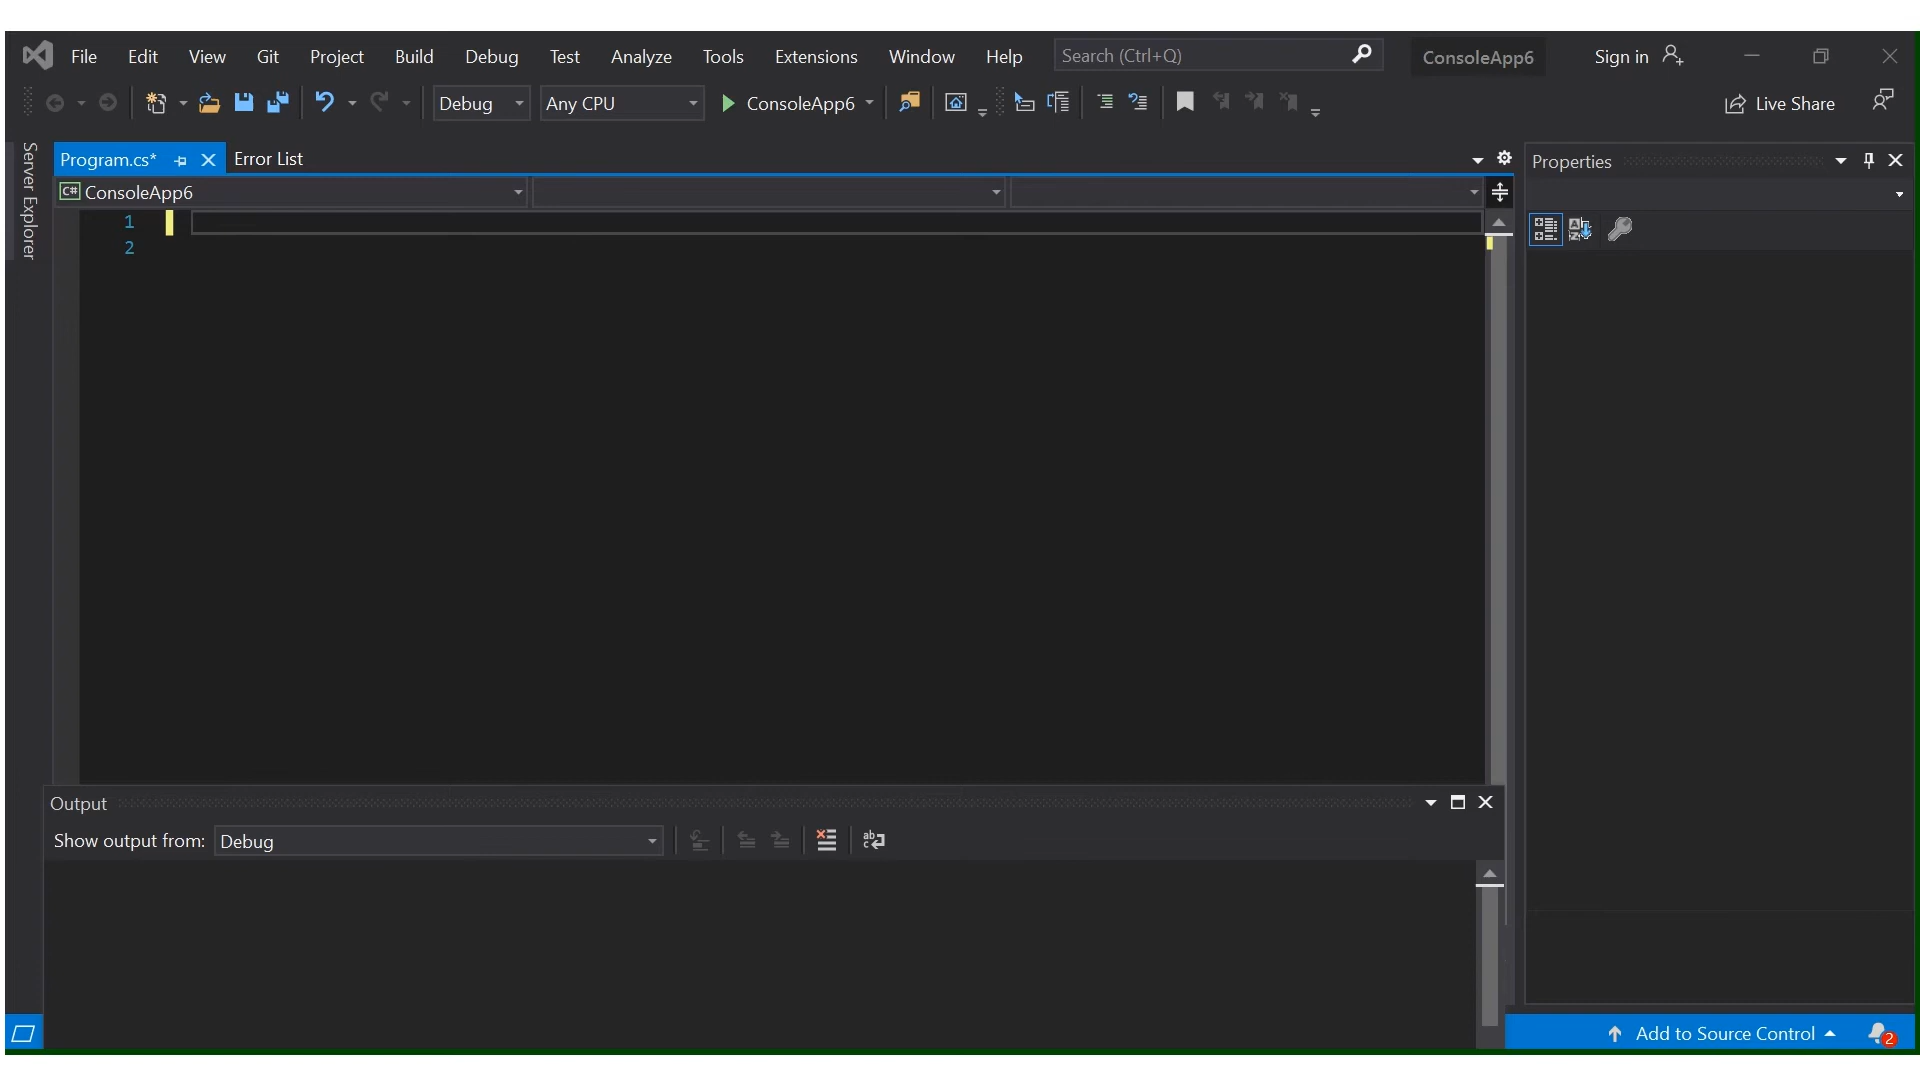 File Edit View Git Project Build Debug Test Analyze Tools Extensions Window Help Search (Ctrl+Q) ConsoleApp6 Sign in
Debug Any CPU ConsoleApp6 Live Share
Server Explorer
Program.cs* Error List
Properties
C# ConsoleApp6
1
2
Output
Show output from: Debug
Add to Source Control 2